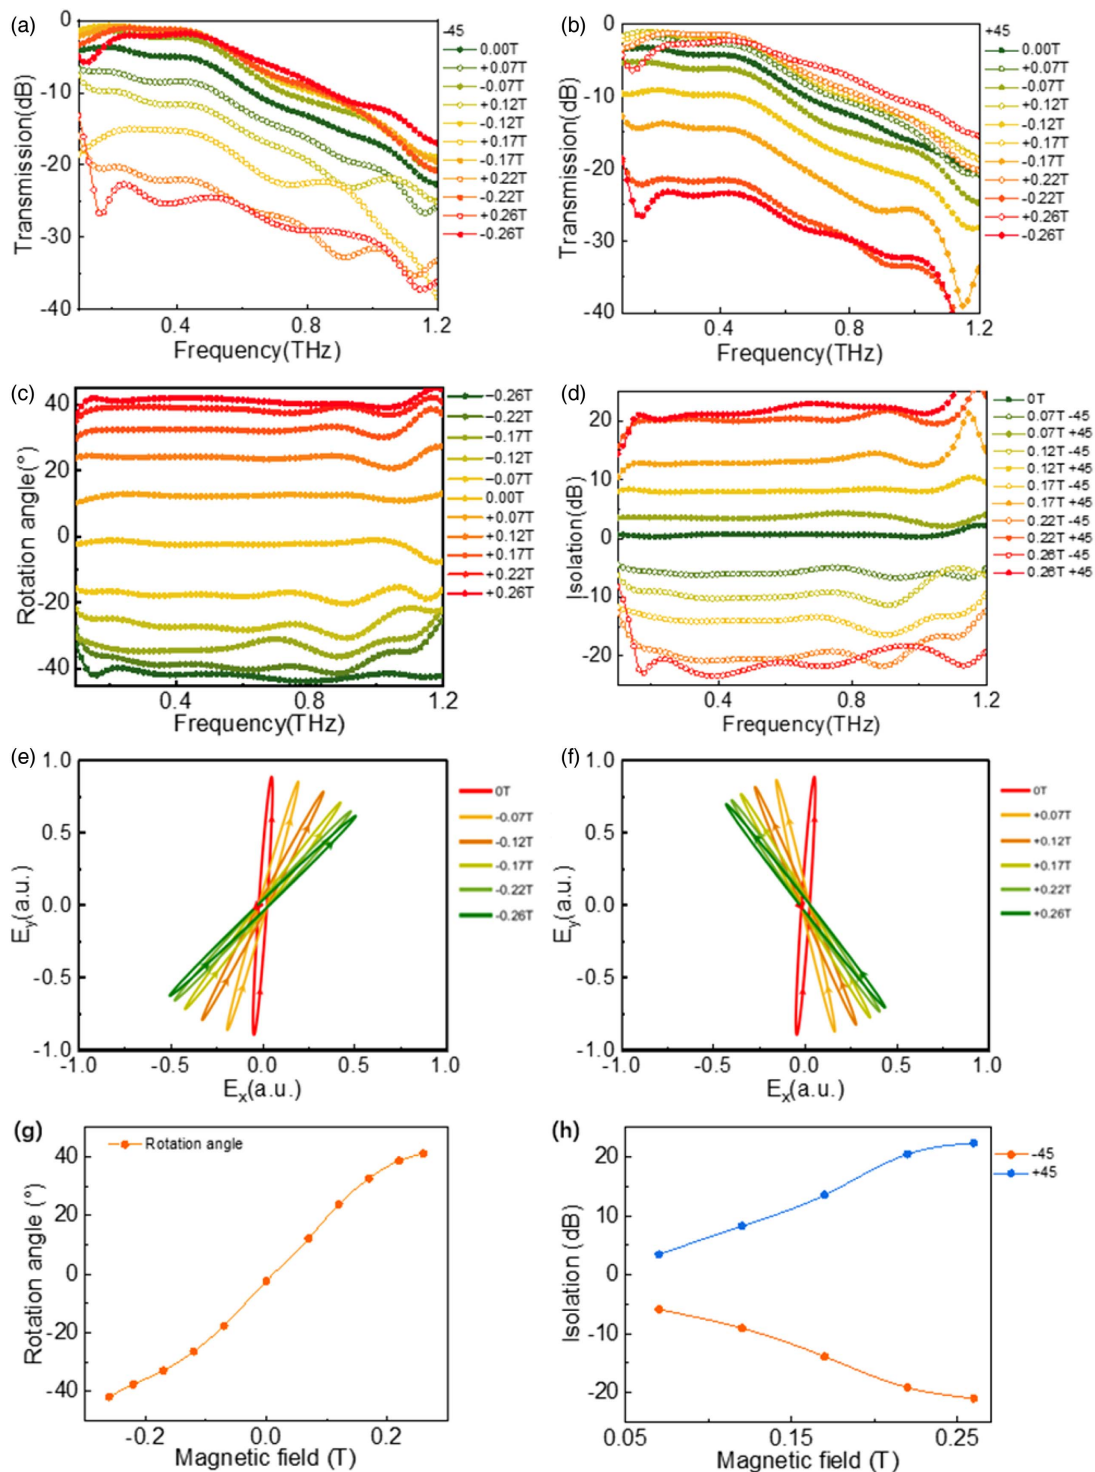 (a)
Transmission(dB)
0
-10
-20
-30
-40
0.4
0.8
1.2
Frequency(THz)
-45
0.00T
+0.07T
-0.07T
+0.12T
-0.12T
+0.17T
-0.17T
+0.22T
-0.22T
+0.26T
-0.26T
(b)
Transmission(dB)
0
-10
-20
-30
-40
0.4
0.8
1.2
Frequency(THz)
+45
0.00T
+0.07T
-0.07T
+0.12T
-0.12T
+0.17T
-0.17T
+0.22T
-0.22T
+0.26T
-0.26T
(c)
Rotation angle(°)
40
20
0
-20
-40
0.4
0.8
1.2
Frequency(THz)
−0.26T
−0.22T
−0.17T
−0.12T
−0.07T
0.00T
+0.07T
+0.12T
+0.17T
+0.22T
+0.26T
(d)
Isolation(dB)
20
10
0
-10
-20
0.4
0.8
1.2
Frequency(THz)
0T
0.07T -45
0.07T +45
0.12T -45
0.12T +45
0.17T -45
0.17T +45
0.22T -45
0.22T +45
0.26T -45
0.26T +45
(e)
Ey(a.u.)
1.0
0.5
0.0
-0.5
-1.0
-1.0
-0.5
0.0
0.5
1.0
Ex(a.u.)
0T
-0.07T
-0.12T
-0.17T
-0.22T
-0.26T
(f)
Ey(a.u.)
1.0
0.5
0.0
-0.5
-1.0
-1.0
-0.5
0.0
0.5
1.0
Ex(a.u.)
0T
+0.07T
+0.12T
+0.17T
+0.22T
+0.26T
(g)
Rotation angle
Rotation angle (°)
40
20
0
-20
-40
-0.2
0.0
0.2
Magnetic field (T)
(h)
Isolation (dB)
20
10
0
-10
-20
0.05
0.15
0.25
Magnetic field (T)
-45
+45